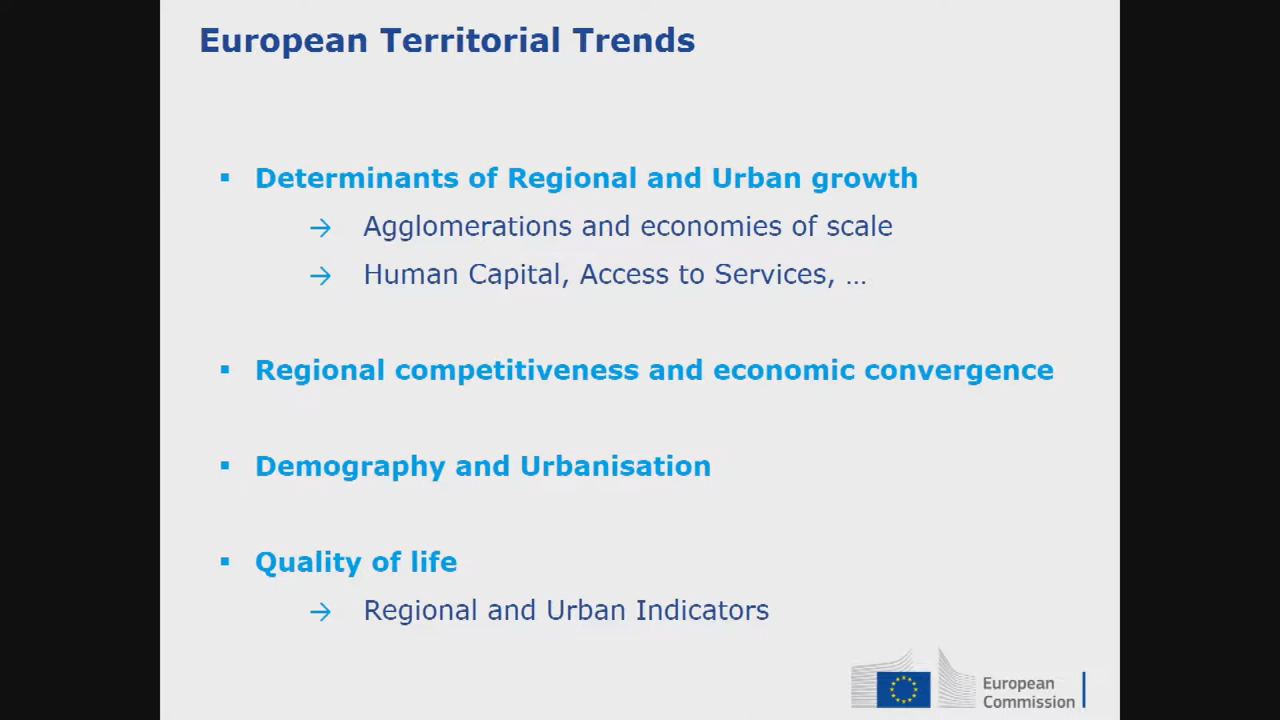 European Territorial Trends
▪ Determinants of Regional and Urban growth
→ Agglomerations and economies of scale
→ Human Capital, Access to Services, ...
▪ Regional competitiveness and economic convergence
▪ Demography and Urbanisation
▪ Quality of life
→ Regional and Urban Indicators
European
Commission